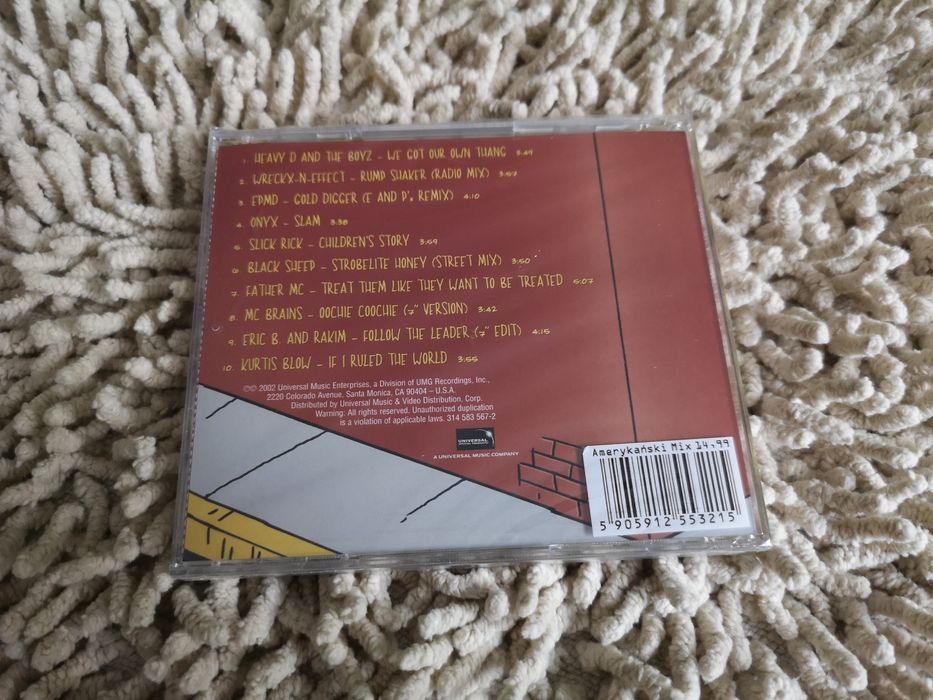 1. HEAVY D AND THE BOYZ - WE GOT OUR OWN THANG 3:49
2. WRECKX-N-EFFECT - RUMP SHAKER (RADIO MIX) 3:57
3. EPMD - GOLD DIGGER (E AND P's REMIX) 4:10
4. ONYX - SLAM 3:38
5. SLICK RICK - CHILDREN'S STORY 3:59
6. BLACK SHEEP - STROBELITE HONEY (STREET MIX) 3:50
7. FATHER MC - TREAT THEM LIKE THEY WANT TO BE TREATED 5:07
8. MC BRAINS - OOCHIE COOCHIE (7" VERSION) 3:42
9. ERIC B. AND RAKIM - FOLLOW THE LEADER (7" EDIT) 4:15
10. KURTIS BLOW - IF I RULED THE WORLD 3:55
℗© 2002 Universal Music Enterprises, a Division of UMG Recordings, Inc.,
2220 Colorado Avenue, Santa Monica, CA 90404 – U.S.A.
Distributed by Universal Music & Video Distribution, Corp.
Warning: All rights reserved. Unauthorized duplication
is a violation of applicable laws. 314 583 567-2
UNIVERSAL
A UNIVERSAL MUSIC COMPANY
Amerykański Mix 14,99
5 905912 553215